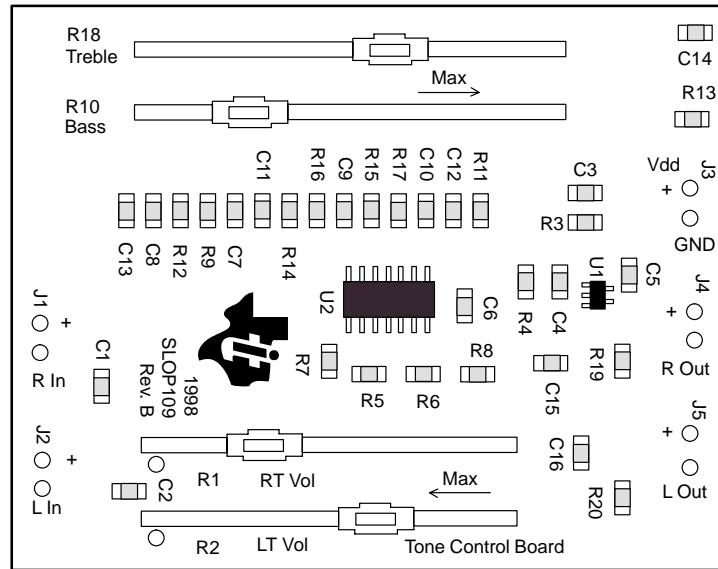 R18
Treble
C14
Max
R10
Bass
R13
C11
R16
C9
R15
R17
C10
C12
R11
C3
Vdd
J3
+
R3
GND
C13
C8
R12
R9
C7
R14
U2
C6
R4
C4
U1
C5
J1
+
R In
J4
+
R Out
C1
1998
SLOP109
Rev. B
R7
R5
R6
R8
C15
R19
J2
+
L In
J5
+
L Out
C2
R1
RT Vol
Max
C16
R20
R2
LT Vol
Tone Control Board